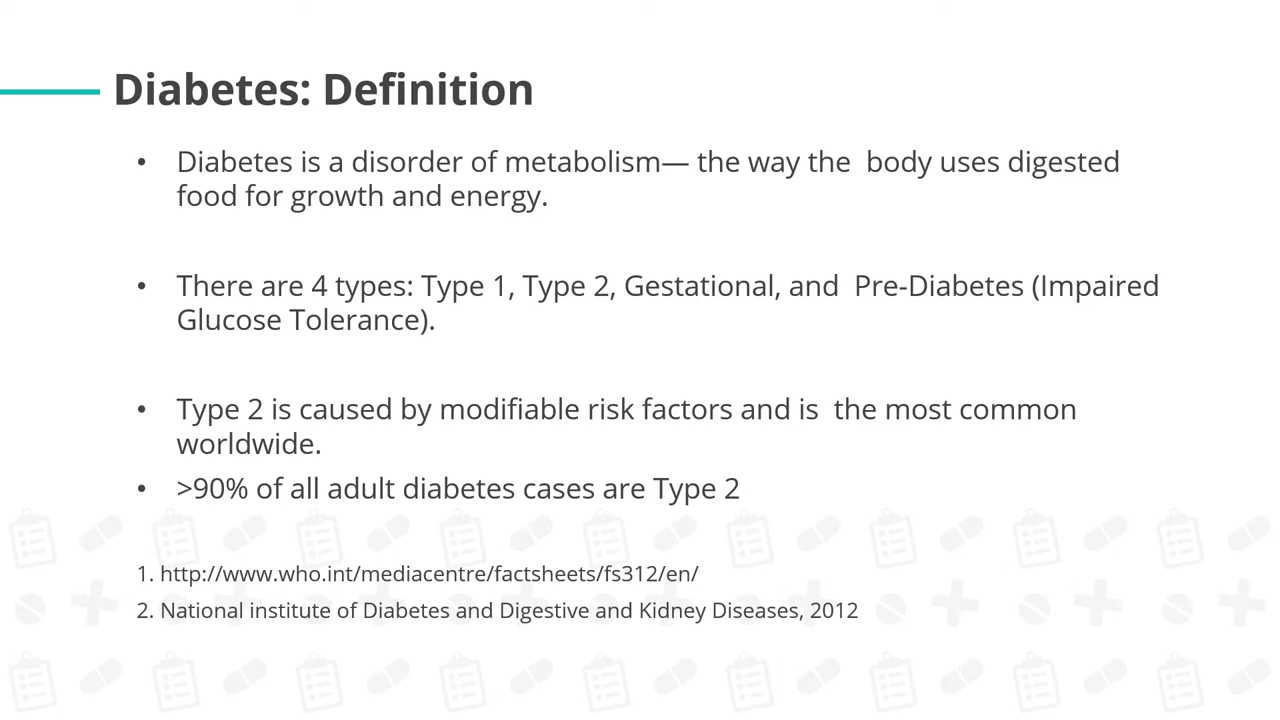 Diabetes: Definition
• Diabetes is a disorder of metabolism— the way the  body uses digested
food for growth and energy.
• There are 4 types: Type 1, Type 2, Gestational, and  Pre-Diabetes (Impaired
Glucose Tolerance).
• Type 2 is caused by modifiable risk factors and is  the most common
worldwide.
• >90% of all adult diabetes cases are Type 2
1. http://www.who.int/mediacentre/factsheets/fs312/en/
2. National institute of Diabetes and Digestive and Kidney Diseases, 2012